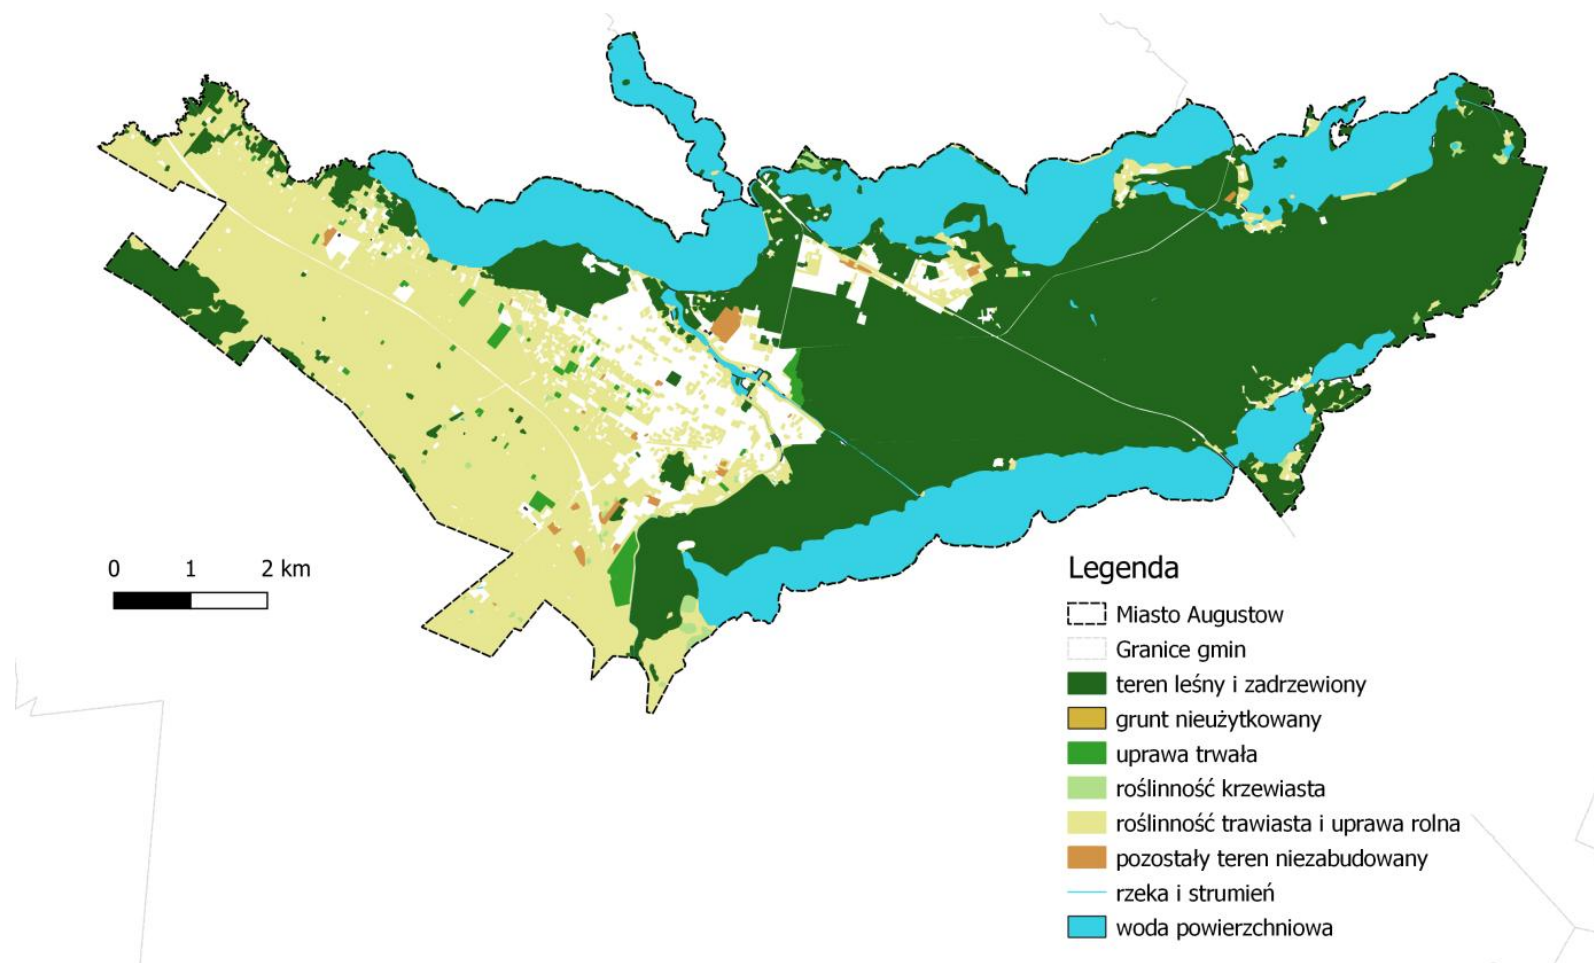 0 1 2 km
Legenda
Miasto Augustow
Granice gmin
teren leśny i zadrzewiony
grunt nieużytkowany
uprawa trwała
roślinność krzewiasta
roślinność trawiasta i uprawa rolna
pozostały teren niezabudowany
rzeka i strumień
woda powierzchniowa